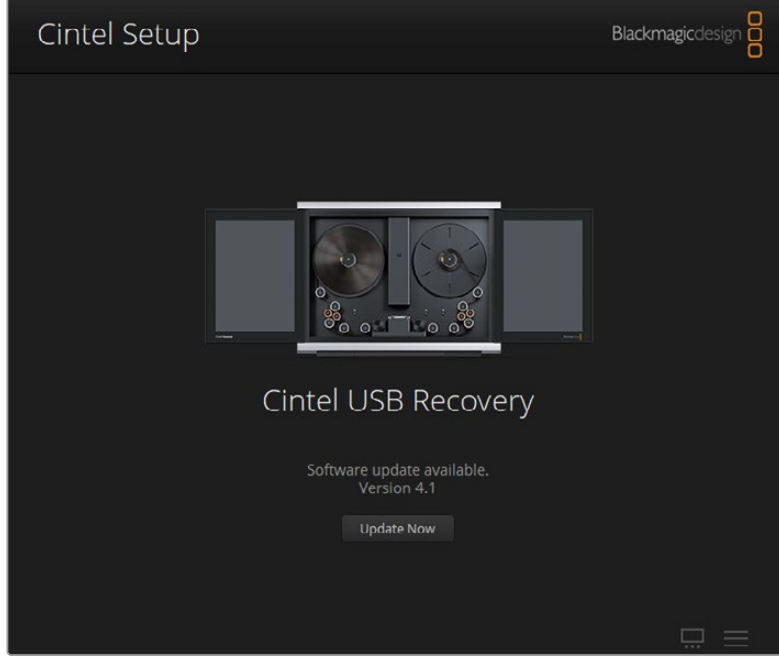 Cintel Setup
Blackmagicdesign
Cintel USB Recovery
Software update available.
Version 4.1
Update Now